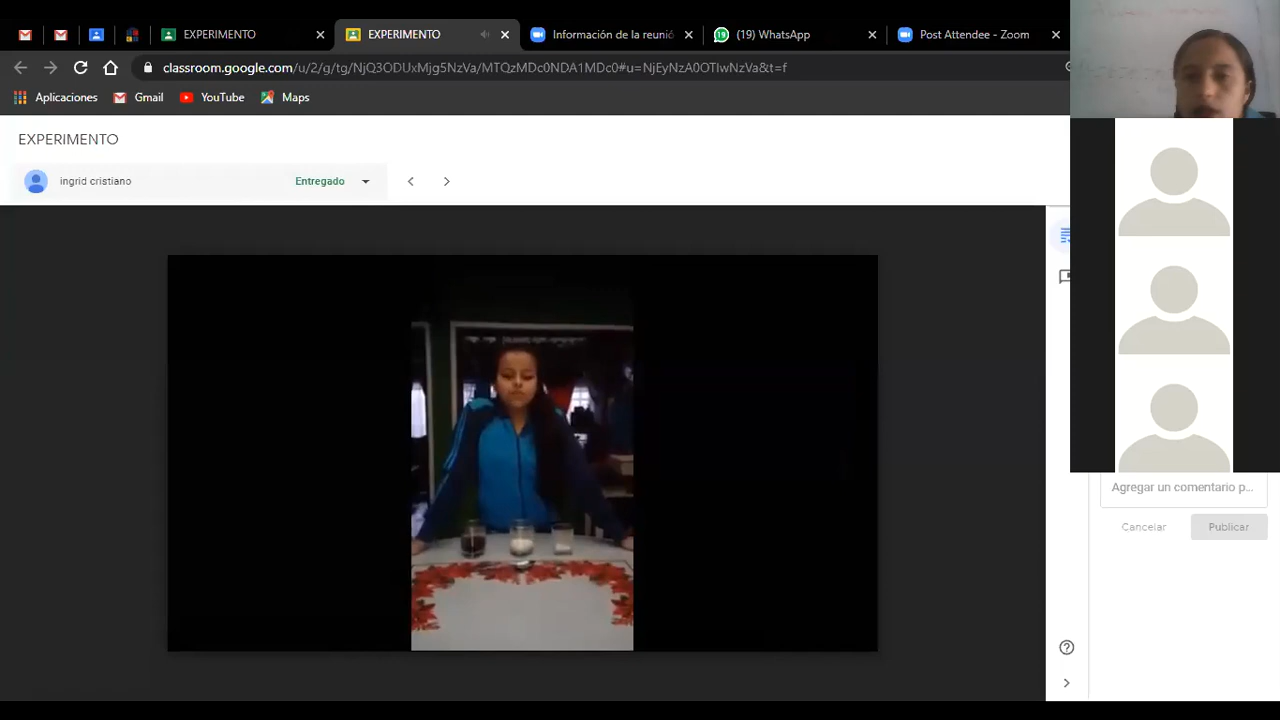 EXPERIMENTO
EXPERIMENTO
Información de la reunió
(19) WhatsApp
Post Attendee - Zoom
classroom.google.com/u/2/g/tg/NjQ3ODUxMjg5NzVa/MTQzMDc0NDA1MDc0#u=NjEyNzA0OTIwNzVa&t=f
Aplicaciones
Gmail
YouTube
Maps
EXPERIMENTO
ingrid cristiano
Entregado
Agregar un comentario p...
Cancelar
Publicar